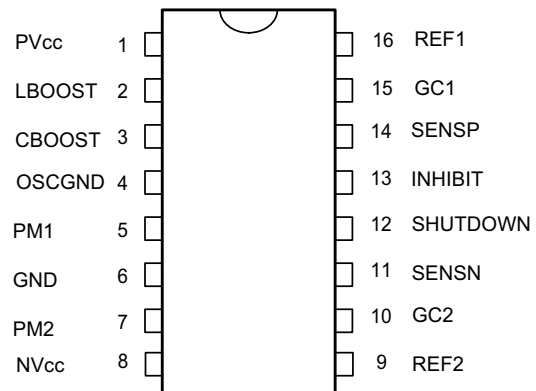 PVcc 1 16 REF1
LBOOST 2 15 GC1
CBOOST 3 14 SENSP
OSCGND 4 13 INHIBIT
PM1 5 12 SHUTDOWN
GND 6 11 SENSN
PM2 7 10 GC2
NVcc 8 9 REF2